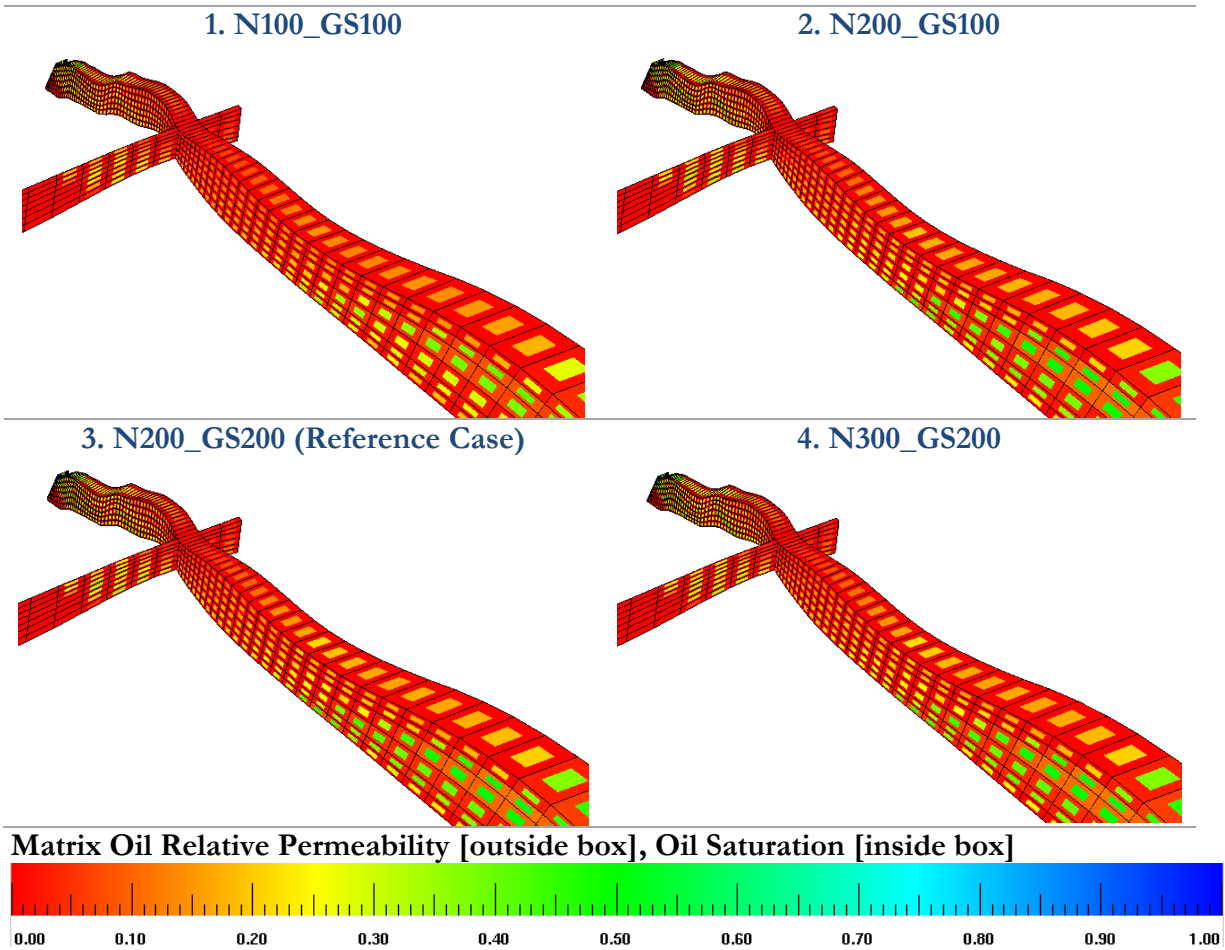 1. N100_GS100
2. N200_GS100
3. N200_GS200 (Reference Case)
4. N300_GS200
Matrix Oil Relative Permeability [outside box], Oil Saturation [inside box]
0.00 0.10 0.20 0.30 0.40 0.50 0.60 0.70 0.80 0.90 1.00